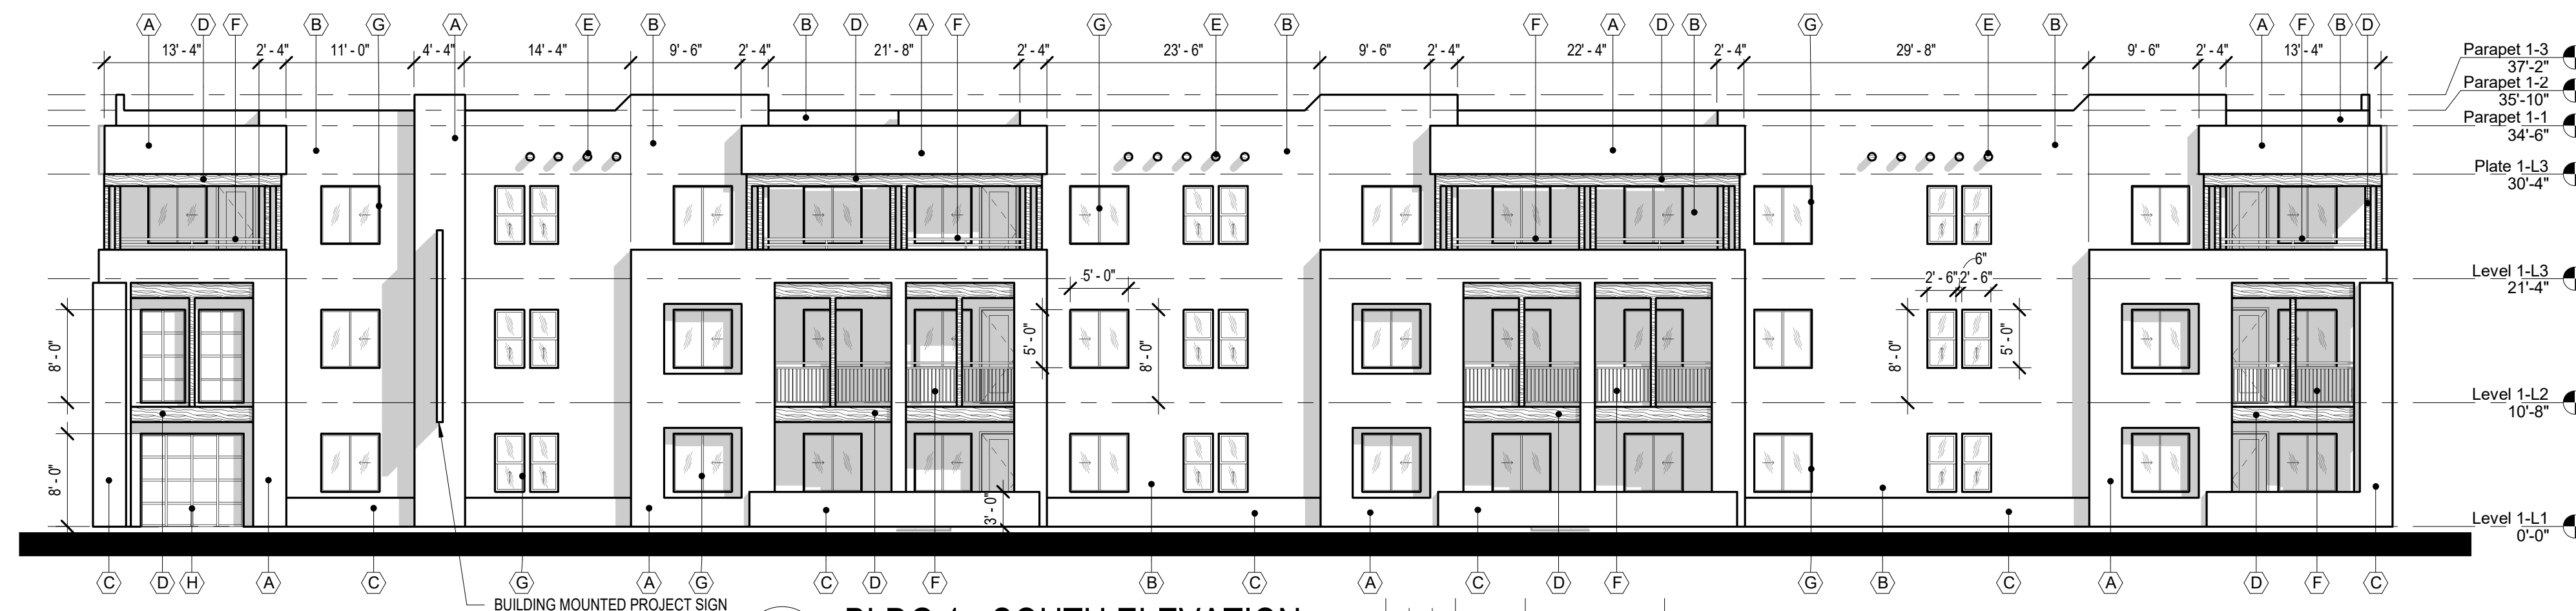 A D F B G A E B B D A F G E B F A D B G E B A F B D
13' - 4" 2' - 4" 11' - 0" 4' - 4" 14' - 4" 9' - 6" 2' - 4" 21' - 8" 2' - 4" 23' - 6" 9' - 6" 2' - 4" 22' - 4" 2' - 4" 29' - 8" 9' - 6" 2' - 4" 13' - 4"
Parapet 1-3
37'-2"
Parapet 1-2
35'-10"
Parapet 1-1
34'-6"
Plate 1-L3
30'-4"
Level 1-L3
21'-4"
6"
5' - 0" 2' - 6" 2' - 6"
8' - 0" 5' - 0" 8' - 0" 8' - 0" 5' - 0"
Level 1-L2
10'-8"
8' - 0" 3' - 0"
Level 1-L1
0'-0"
C D H A C G A G C D F B C A C D F G B C A D F C
BUILDING MOUNTED PROJECT SIGN
BLDG 1 - SOUTH ELEVATION